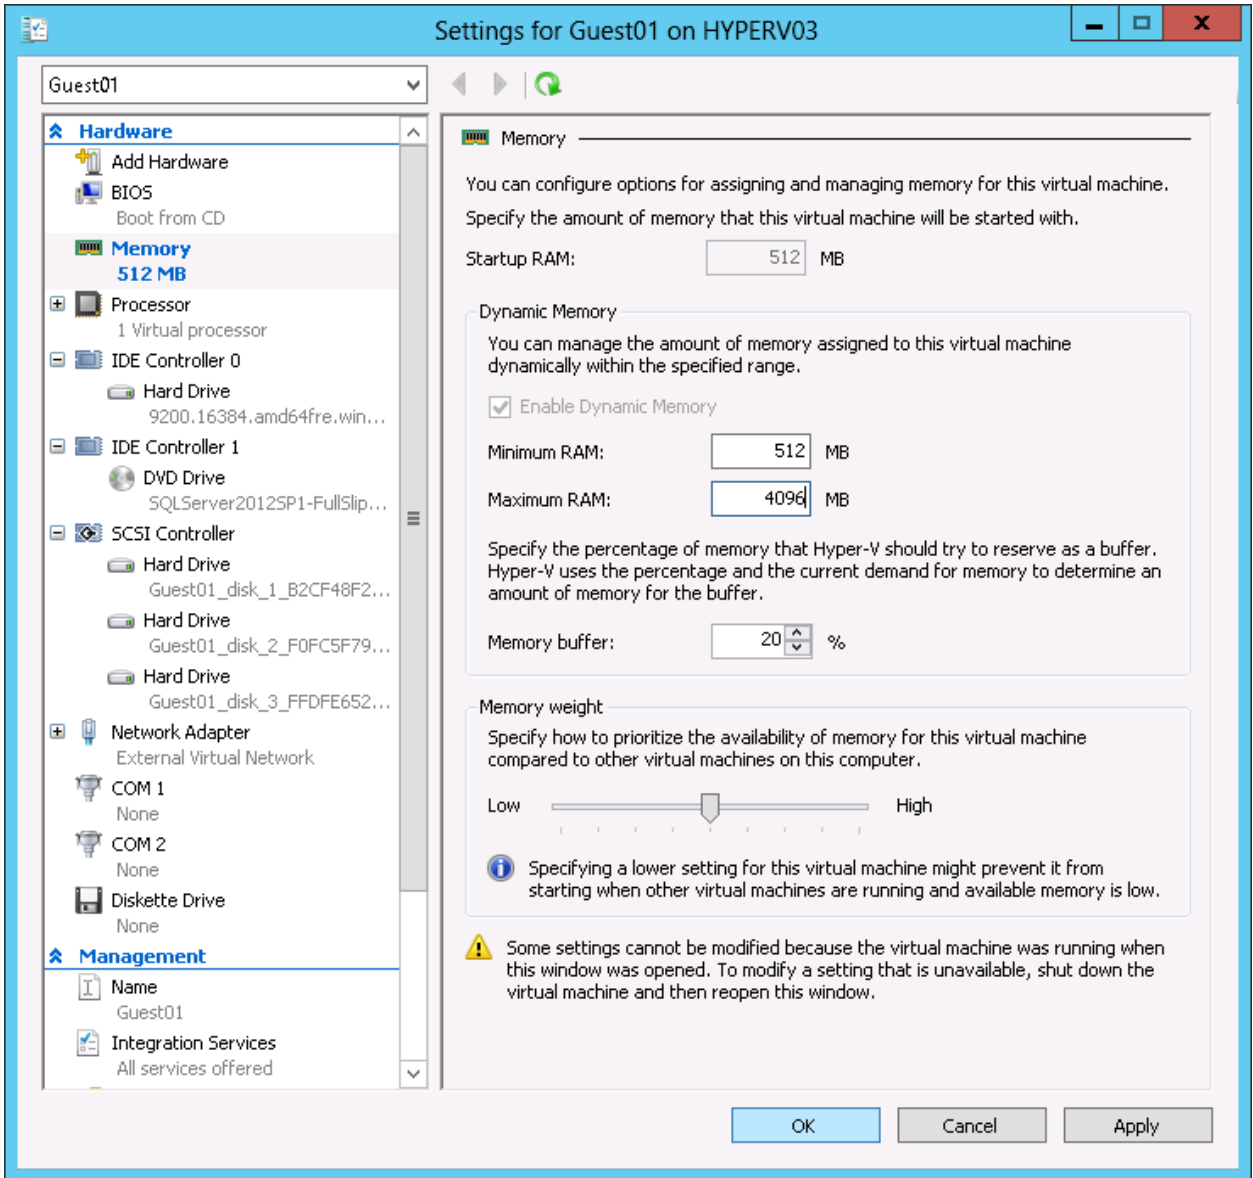 Settings for Guest01 on HYPERV03
Guest01
Hardware
Add Hardware
BIOS
Boot from CD
Memory
512 MB
Processor
1 Virtual processor
IDE Controller 0
Hard Drive
9200.16384.amd64fre.win...
IDE Controller 1
DVD Drive
SQLServer2012SP1-FullSlip...
SCSI Controller
Hard Drive
Guest01_disk_1_B2CF48F2...
Hard Drive
Guest01_disk_2_F0FC5F79...
Hard Drive
Guest01_disk_3_FFDFE652...
Network Adapter
External Virtual Network
COM 1
None
COM 2
None
Diskette Drive
None
Management
Name
Guest01
Integration Services
All services offered
Memory
You can configure options for assigning and managing memory for this virtual machine.
Specify the amount of memory that this virtual machine will be started with.
Startup RAM: 512 MB
Dynamic Memory
You can manage the amount of memory assigned to this virtual machine
dynamically within the specified range.
Enable Dynamic Memory
Minimum RAM: 512 MB
Maximum RAM: 4096 MB
Specify the percentage of memory that Hyper-V should try to reserve as a buffer.
Hyper-V uses the percentage and the current demand for memory to determine an
amount of memory for the buffer.
Memory buffer: 20 %
Memory weight
Specify how to prioritize the availability of memory for this virtual machine
compared to other virtual machines on this computer.
Low High
Specifying a lower setting for this virtual machine might prevent it from
starting when other virtual machines are running and available memory is low.
Some settings cannot be modified because the virtual machine was running when
this window was opened. To modify a setting that is unavailable, shut down the
virtual machine and then reopen this window.
OK Cancel Apply